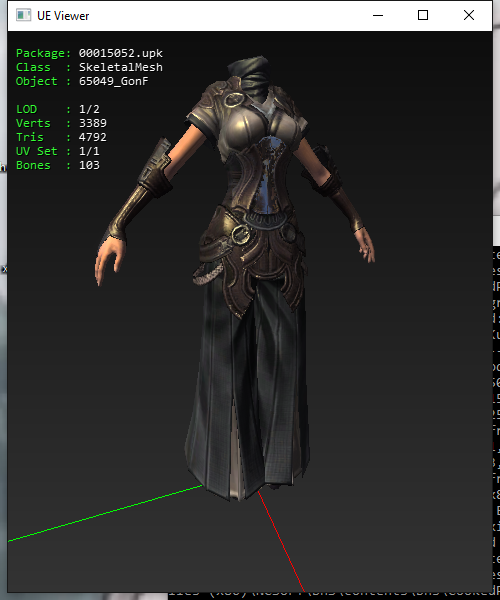 UE Viewer
Package: 00015052.upk
Class : SkeletalMesh
Object : 65049_GonF
LOD : 1/2
Verts : 3389
Tris : 4792
UV Set : 1/1
Bones : 103